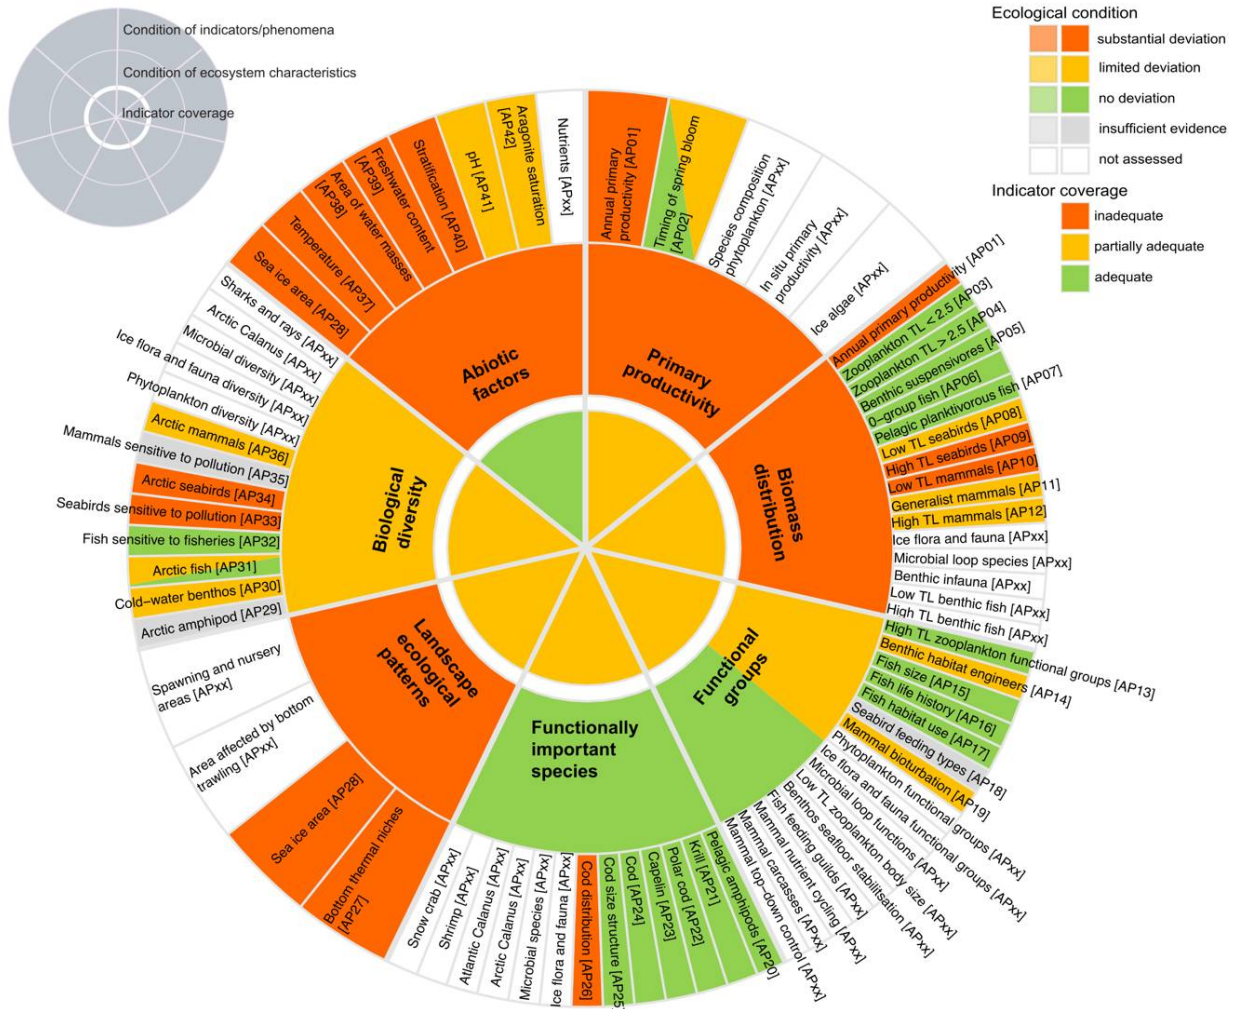 Condition of indicators/phenomena
Condition of ecosystem characteristics
Indicator coverage
Ecological condition
substantial deviation
limited deviation
no deviation
insufficient evidence
not assessed
Indicator coverage
inadequate
partially adequate
adequate
Primary
productivity
Annual primary
productivity [AP01]
Timing of spring bloom
[AP02]
Species composition
phytoplankton [APxx]
In situ primary
productivity [APxx]
Ice algae [APxx]
Biomass
distribution
Annual primary productivity [AP01]
Zooplankton TL < 2.5 [AP03]
Zooplankton TL > 2.5 [AP04]
Benthic suspensivores [AP05]
0–group fish [AP06]
Pelagic planktivorous fish [AP07]
Low TL seabirds [AP08]
High TL seabirds [AP09]
Low TL mammals [AP10]
Generalist mammals [AP11]
High TL mammals [AP12]
Ice flora and fauna [APxx]
Microbial loop species [APxx]
Benthic infauna [APxx]
Low TL benthic fish [APxx]
High TL benthic fish [APxx]
Functional
groups
High TL zooplankton functional groups [AP13]
Benthic habitat engineers [AP14]
Fish size [AP15]
Fish life history [AP16]
Fish habitat use [AP17]
Seabird feeding types [AP18]
Mammal bioturbation [AP19]
Phytoplankton functional groups [APxx]
Ice flora and fauna functional groups [APxx]
Microbial loop functions [APxx]
Low TL zooplankton body size [APxx]
Benthos seafloor stabilitsation [APxx]
Fish feeding guilds [APxx]
Mammal nutrient cycling [APxx]
Mammal carcasses [APxx]
Mammal top–down control [APxx]
Functionally
important
species
Pelagic amphipods [AP20]
Krill [AP21]
Polar cod [AP22]
Capelin [AP23]
Cod [AP24]
Cod size structure [AP25]
Cod distribution [AP26]
Ice flora and fauna [APxx]
Microbial species [APxx]
Arctic Calanus [APxx]
Atlantic Calanus [APxx]
Shrimp [APxx]
Snow crab [APxx]
Landscape
ecological
patterns
Bottom thermal niches
[AP27]
Sea ice area [AP28]
Area affected by bottom
trawling [APxx]
Spawning and nursery
areas [APxx]
Biological
diversity
Arctic amphipod [AP29]
Cold–water benthos [AP30]
Arctic fish [AP31]
Fish sensitive to fisheries [AP32]
Seabirds sensitive to pollution [AP33]
Arctic seabirds [AP34]
Mammals sensitive to pollution [AP35]
Arctic mammals [AP36]
Phytoplankton diversity [APxx]
Ice flora and fauna diversity [APxx]
Microbial diversity [APxx]
Arctic Calanus [APxx]
Sharks and rays [APxx]
Abiotic
factors
Sea ice area [AP28]
Temperature [AP37]
Area of water masses
[AP38]
Freshwater content
[AP39]
Stratification [AP40]
pH [AP41]
Aragonite saturation
[AP42]
Nutrients [APxx]